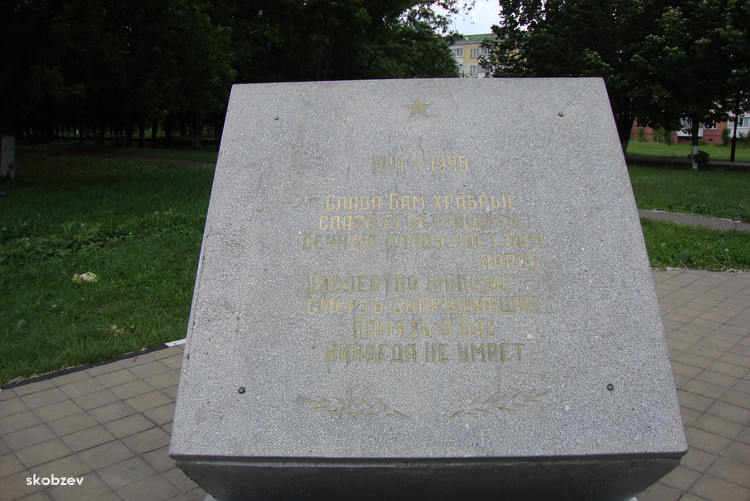 1941 - 1945
СЛАВА ВАМ ХРАБРЫЕ
СЛАВА БЕССТРАШНЫЕ!
ВЕЧНУЮ СЛАВУ ПОЕТ ВАМ
НАРОД.
ДОБЛЕСТНО ЖИВШИЕ
СМЕРТЬ СОКРУШИВШИЕ
ПАМЯТЬ О ВАС
НИКОГДА НЕ УМРЕТ
skobzev